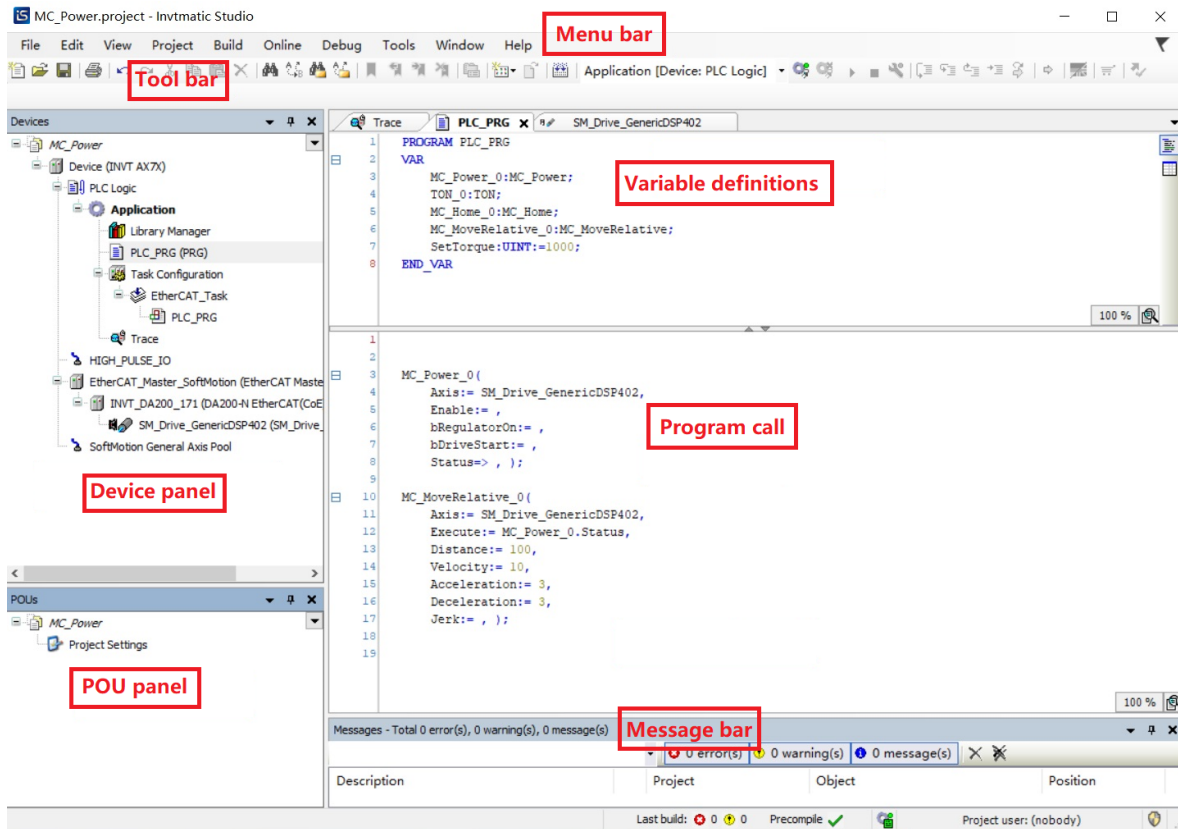 MC_Power.project - Invtmatic Studio
File Edit View Project Build Online Debug Tools Window Help
Menu bar
Application [Device: PLC Logic]
Tool bar
Devices
MC_Power
Device (INVT AX7X)
PLC Logic
Application
Library Manager
PLC_PRG (PRG)
Task Configuration
EtherCAT_Task
PLC_PRG
Trace
HIGH_PULSE_IO
EtherCAT_Master_SoftMotion (EtherCAT Maste
INVT_DA200_171 (DA200-N EtherCAT(CoE
SM_Drive_GenericDSP402 (SM_Drive_
SoftMotion General Axis Pool
Device panel
POUs
MC_Power
Project Settings
POU panel
Trace PLC_PRG SM_Drive_GenericDSP402
1 PROGRAM PLC_PRG
2 VAR
3 MC_Power_0:MC_Power;
4 TON_0:TON;
5 MC_Home_0:MC_Home;
6 MC_MoveRelative_0:MC_MoveRelative;
7 SetTorque:UINT:=1000;
8 END_VAR
Variable definitions
100 %
1
2
3 MC_Power_0(
4 Axis:= SM_Drive_GenericDSP402,
5 Enable:= ,
6 bRegulatorOn:= ,
7 bDriveStart:= ,
8 Status=> , );
9
10 MC_MoveRelative_0(
11 Axis:= SM_Drive_GenericDSP402,
12 Execute:= MC_Power_0.Status,
13 Distance:= 100,
14 Velocity:= 10,
15 Acceleration:= 3,
16 Deceleration:= 3,
17 Jerk:= , );
18
19
Program call
100 %
Messages - Total 0 error(s), 0 warning(s), 0 message(s)
Message bar
0 error(s) 0 warning(s) 0 message(s)
Description Project Object Position
Last build: 0 0 Precompile Project user: (nobody)